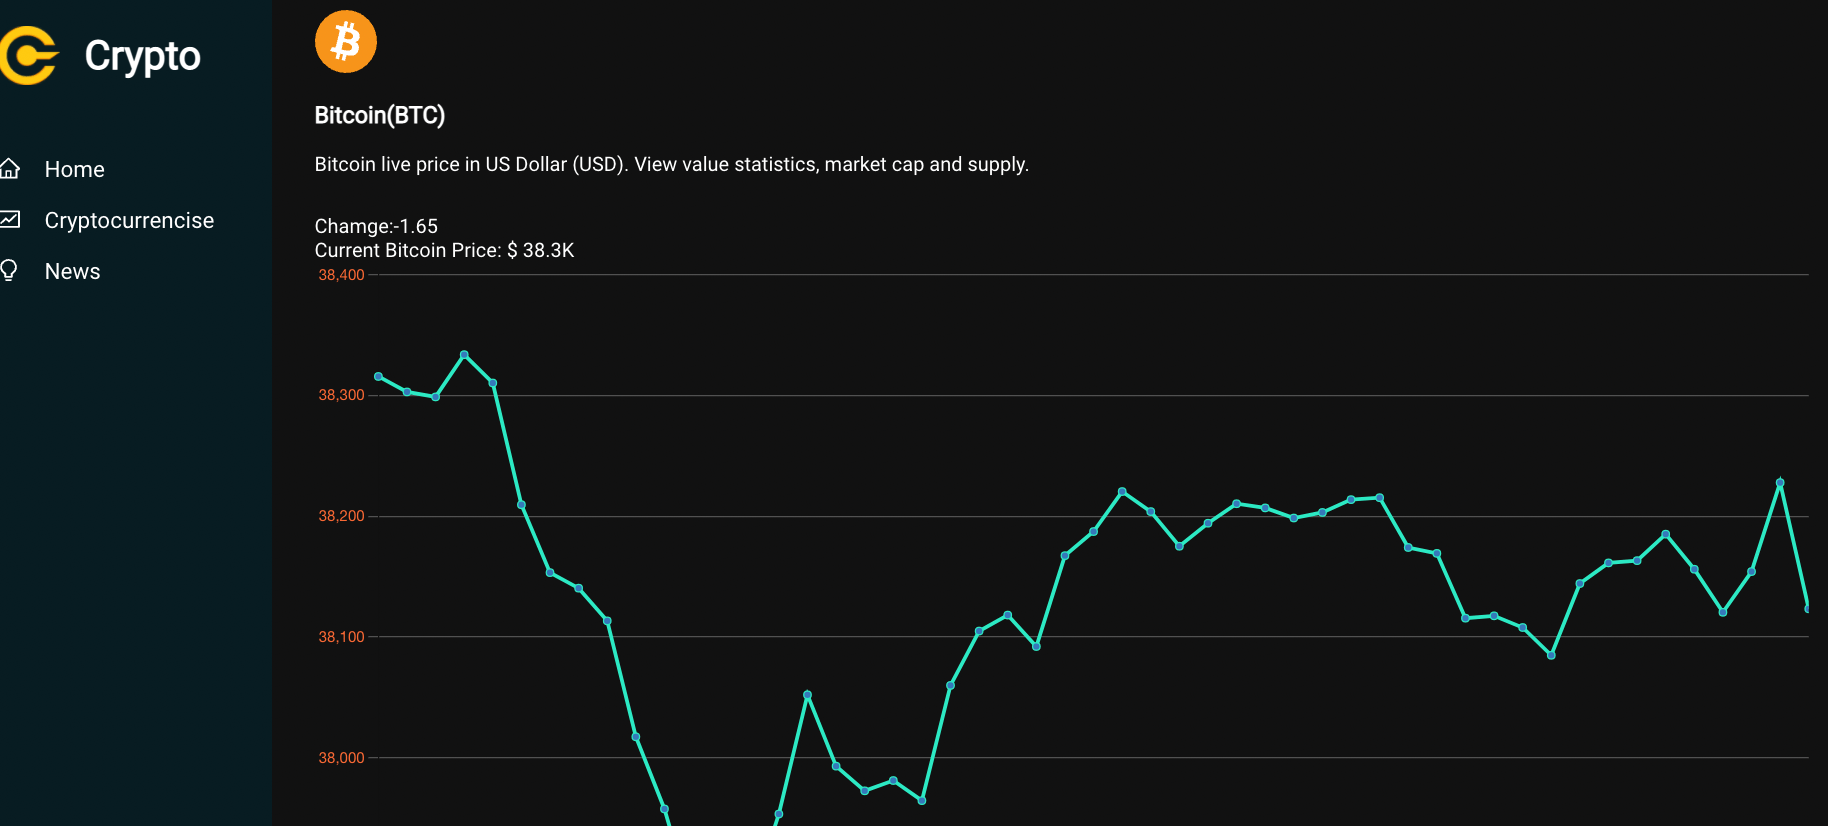 Crypto
Home
Cryptocurrencise
News
Bitcoin(BTC)
Bitcoin live price in US Dollar (USD). View value statistics, market cap and supply.
Chamge:-1.65
Current Bitcoin Price: $ 38.3K
38,400
38,300
38,200
38,100
38,000